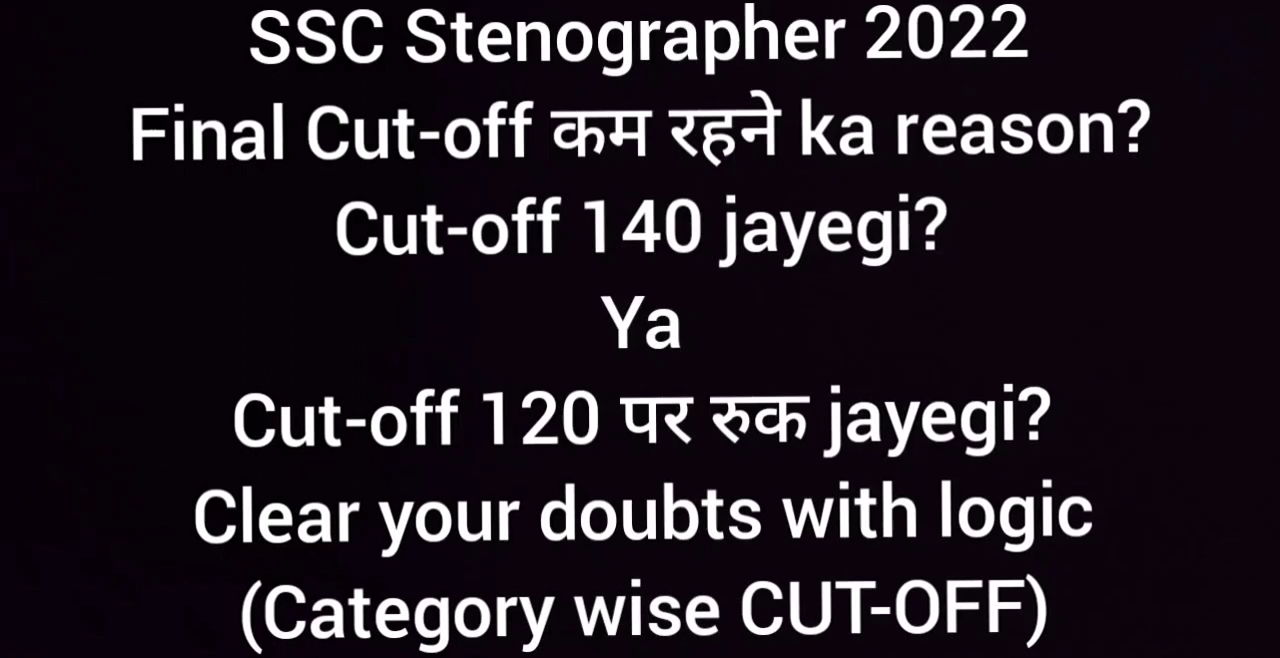 SSC Stenographer 2022
Final Cut-off कम रहने ka reason?
Cut-off 140 jayegi?
Ya
Cut-off 120 पर रुक jayegi?
Clear your doubts with logic
(Category wise CUT-OFF)